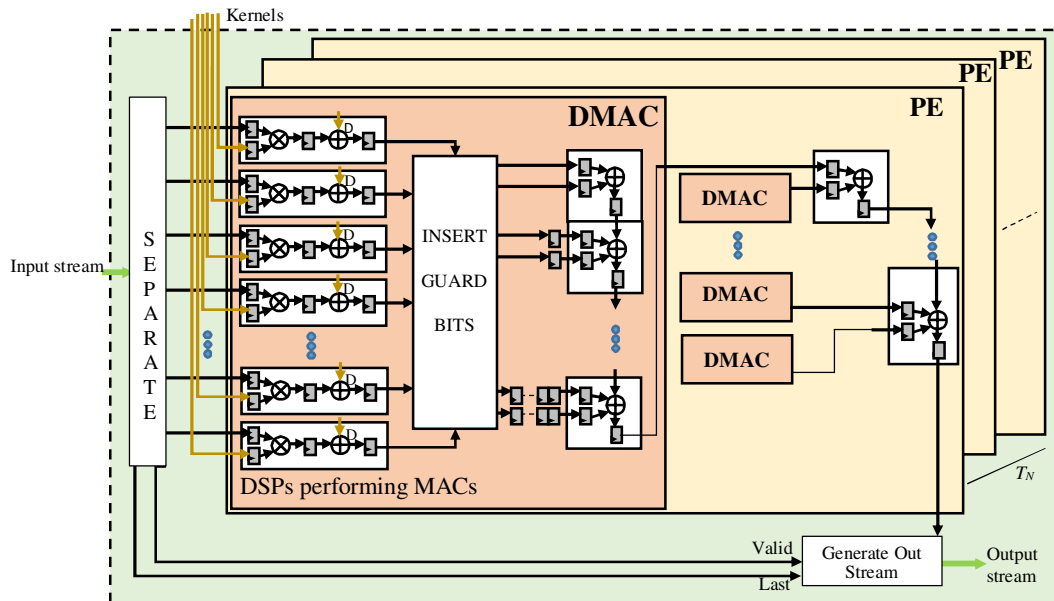 Kernels
PE
PE
PE
DMAC
D
D
D
D
D
D
SEPARATE
Input stream
INSERT
GUARD
BITS
DMAC
DMAC
DMAC
DSPs performing MACs
T_N
Valid
Last
Generate Out
Stream
Output
stream